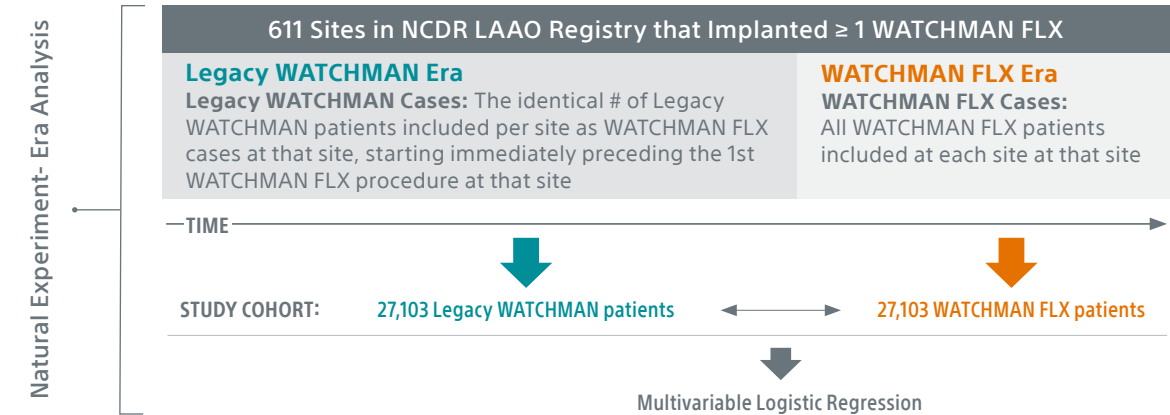 Natural Experiment- Era Analysis
611 Sites in NCDR LAAO Registry that Implanted ≥ 1 WATCHMAN FLX
Legacy WATCHMAN Era
Legacy WATCHMAN Cases: The identical # of Legacy
WATCHMAN patients included per site as WATCHMAN FLX
cases at that site, starting immediately preceding the 1st
WATCHMAN FLX procedure at that site
WATCHMAN FLX Era
WATCHMAN FLX Cases:
All WATCHMAN FLX patients
included at each site at that site
TIME
STUDY COHORT:
27,103 Legacy WATCHMAN patients
27,103 WATCHMAN FLX patients
Multivariable Logistic Regression